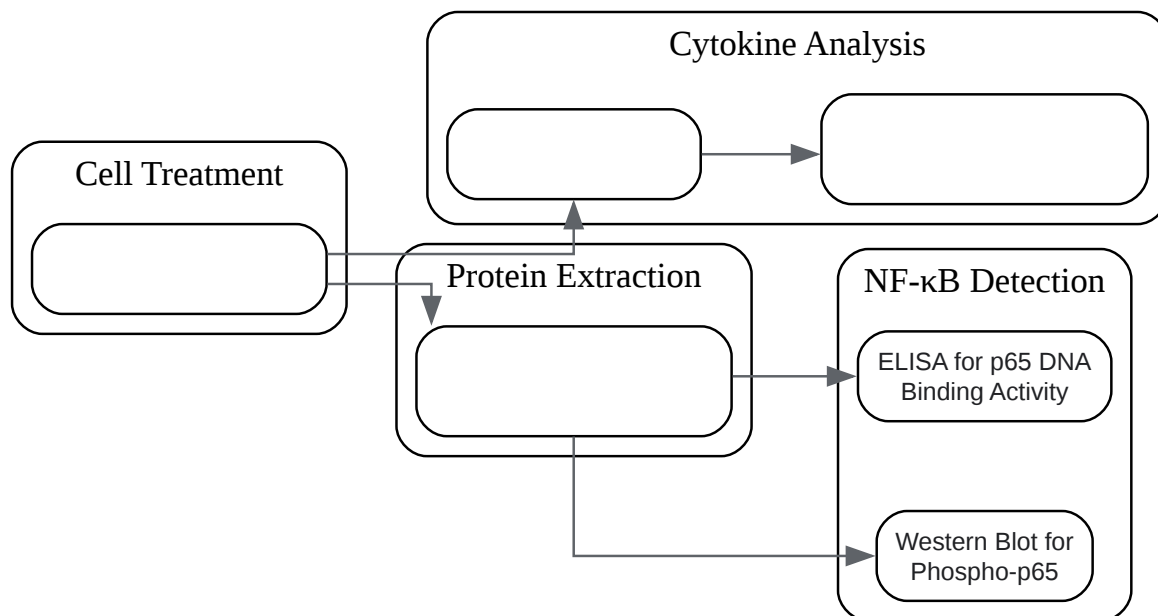 Cytokine Analysis
Cell Treatment
Protein Extraction
NF-κB Detection
ELISA for p65 DNA
Binding Activity
Western Blot for
Phospho-p65